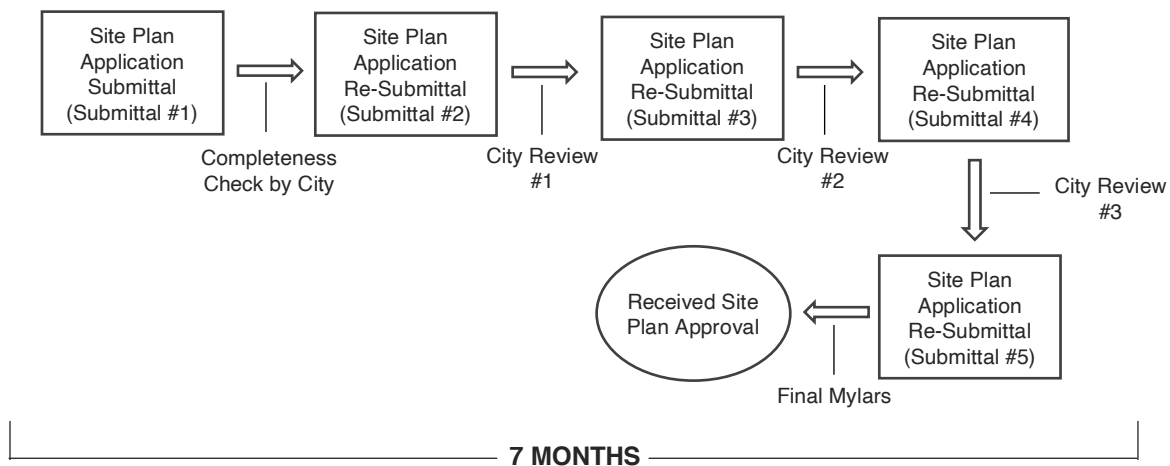 Site Plan
Application
Submittal
(Submittal #1)
Completeness
Check by City
Site Plan
Application
Re-Submittal
(Submittal #2)
City Review
#1
Site Plan
Application
Re-Submittal
(Submittal #3)
City Review
#2
Site Plan
Application
Re-Submittal
(Submittal #4)
City Review
#3
Site Plan
Application
Re-Submittal
(Submittal #5)
Final Mylars
Received Site
Plan Approval
7 MONTHS